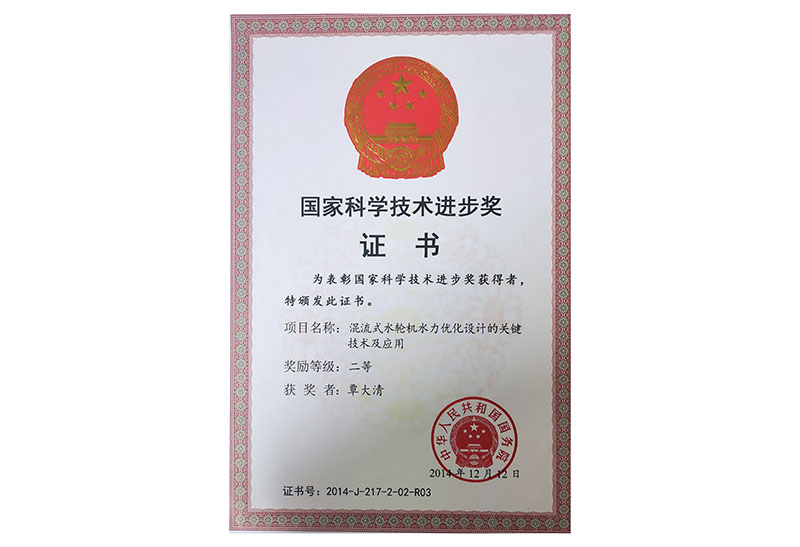 国家科学技术进步奖
证书
为表彰国家科学技术进步奖获得者，
特颁发此证书。
项目名称：混流式水轮机水力优化设计的关键
技术及应用
奖励等级：二等
获奖者：覃大清
中华人民共和国国务院
2014年12月12日
证书号：2014-J-217-2-02-R03